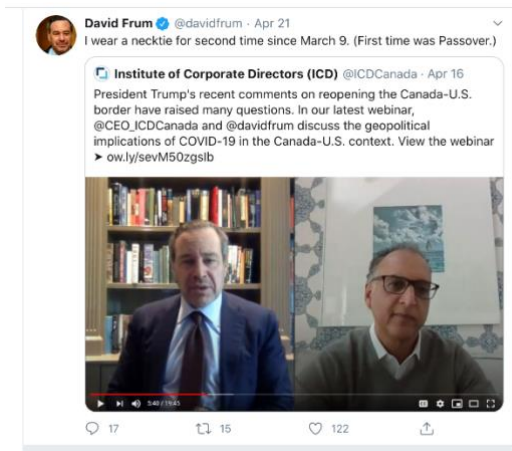 David Frum @davidfrum · Apr 21
I wear a necktie for second time since March 9. (First time was Passover.)
Institute of Corporate Directors (ICD) @ICDCanada · Apr 16
President Trump's recent comments on reopening the Canada-U.S.
border have raised many questions. In our latest webinar,
@CEO_ICDCanada and @davidfrum discuss the geopolitical
implications of COVID-19 in the Canada-U.S. context. View the webinar
➤ ow.ly/sevM50zgslb
5:40 / 19:45
17 15 122